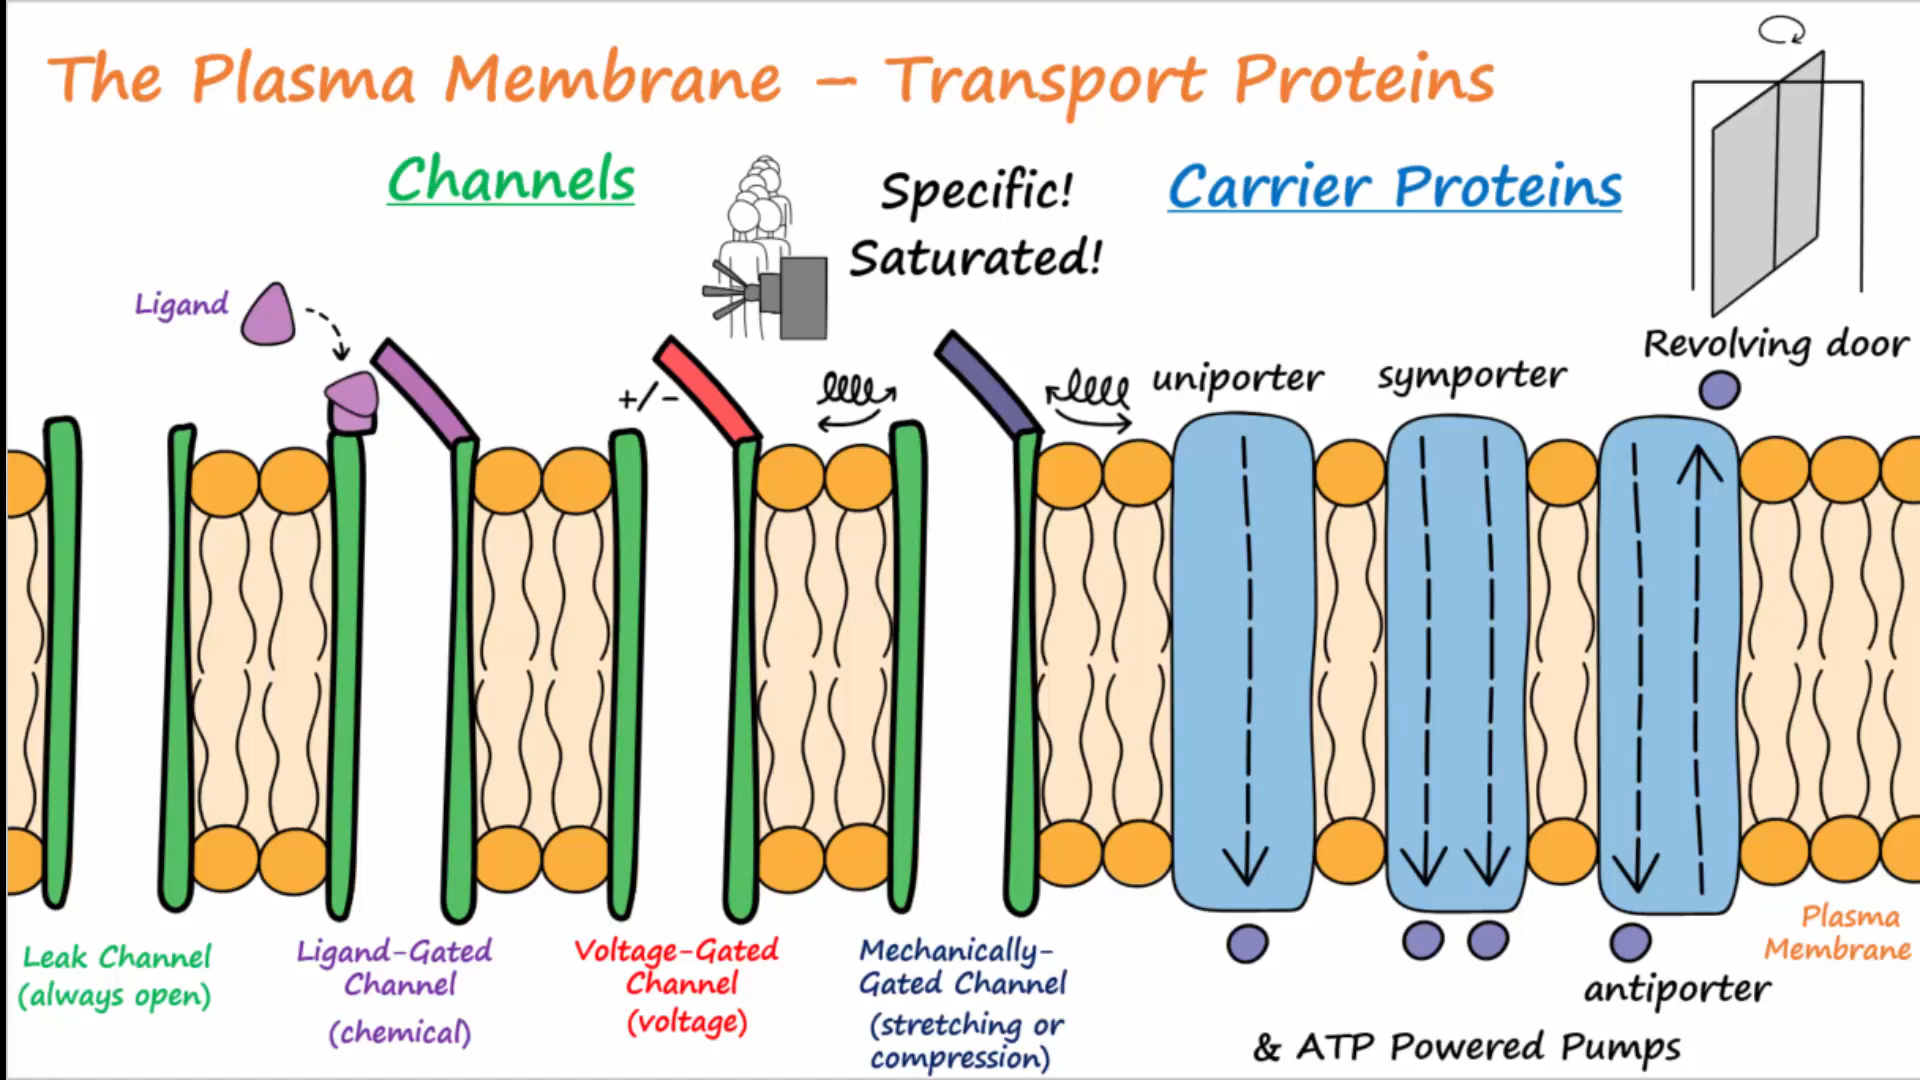 The Plasma Membrane – Transport Proteins
Channels
Specific!
Saturated!
Carrier Proteins
Revolving door
Ligand
+/-
uniporter
symporter
Leak Channel
(always open)
Ligand-Gated
Channel
(chemical)
Voltage-Gated
Channel
(voltage)
Mechanically-
Gated Channel
(stretching or
compression)
antiporter
Plasma
Membrane
& ATP Powered Pumps